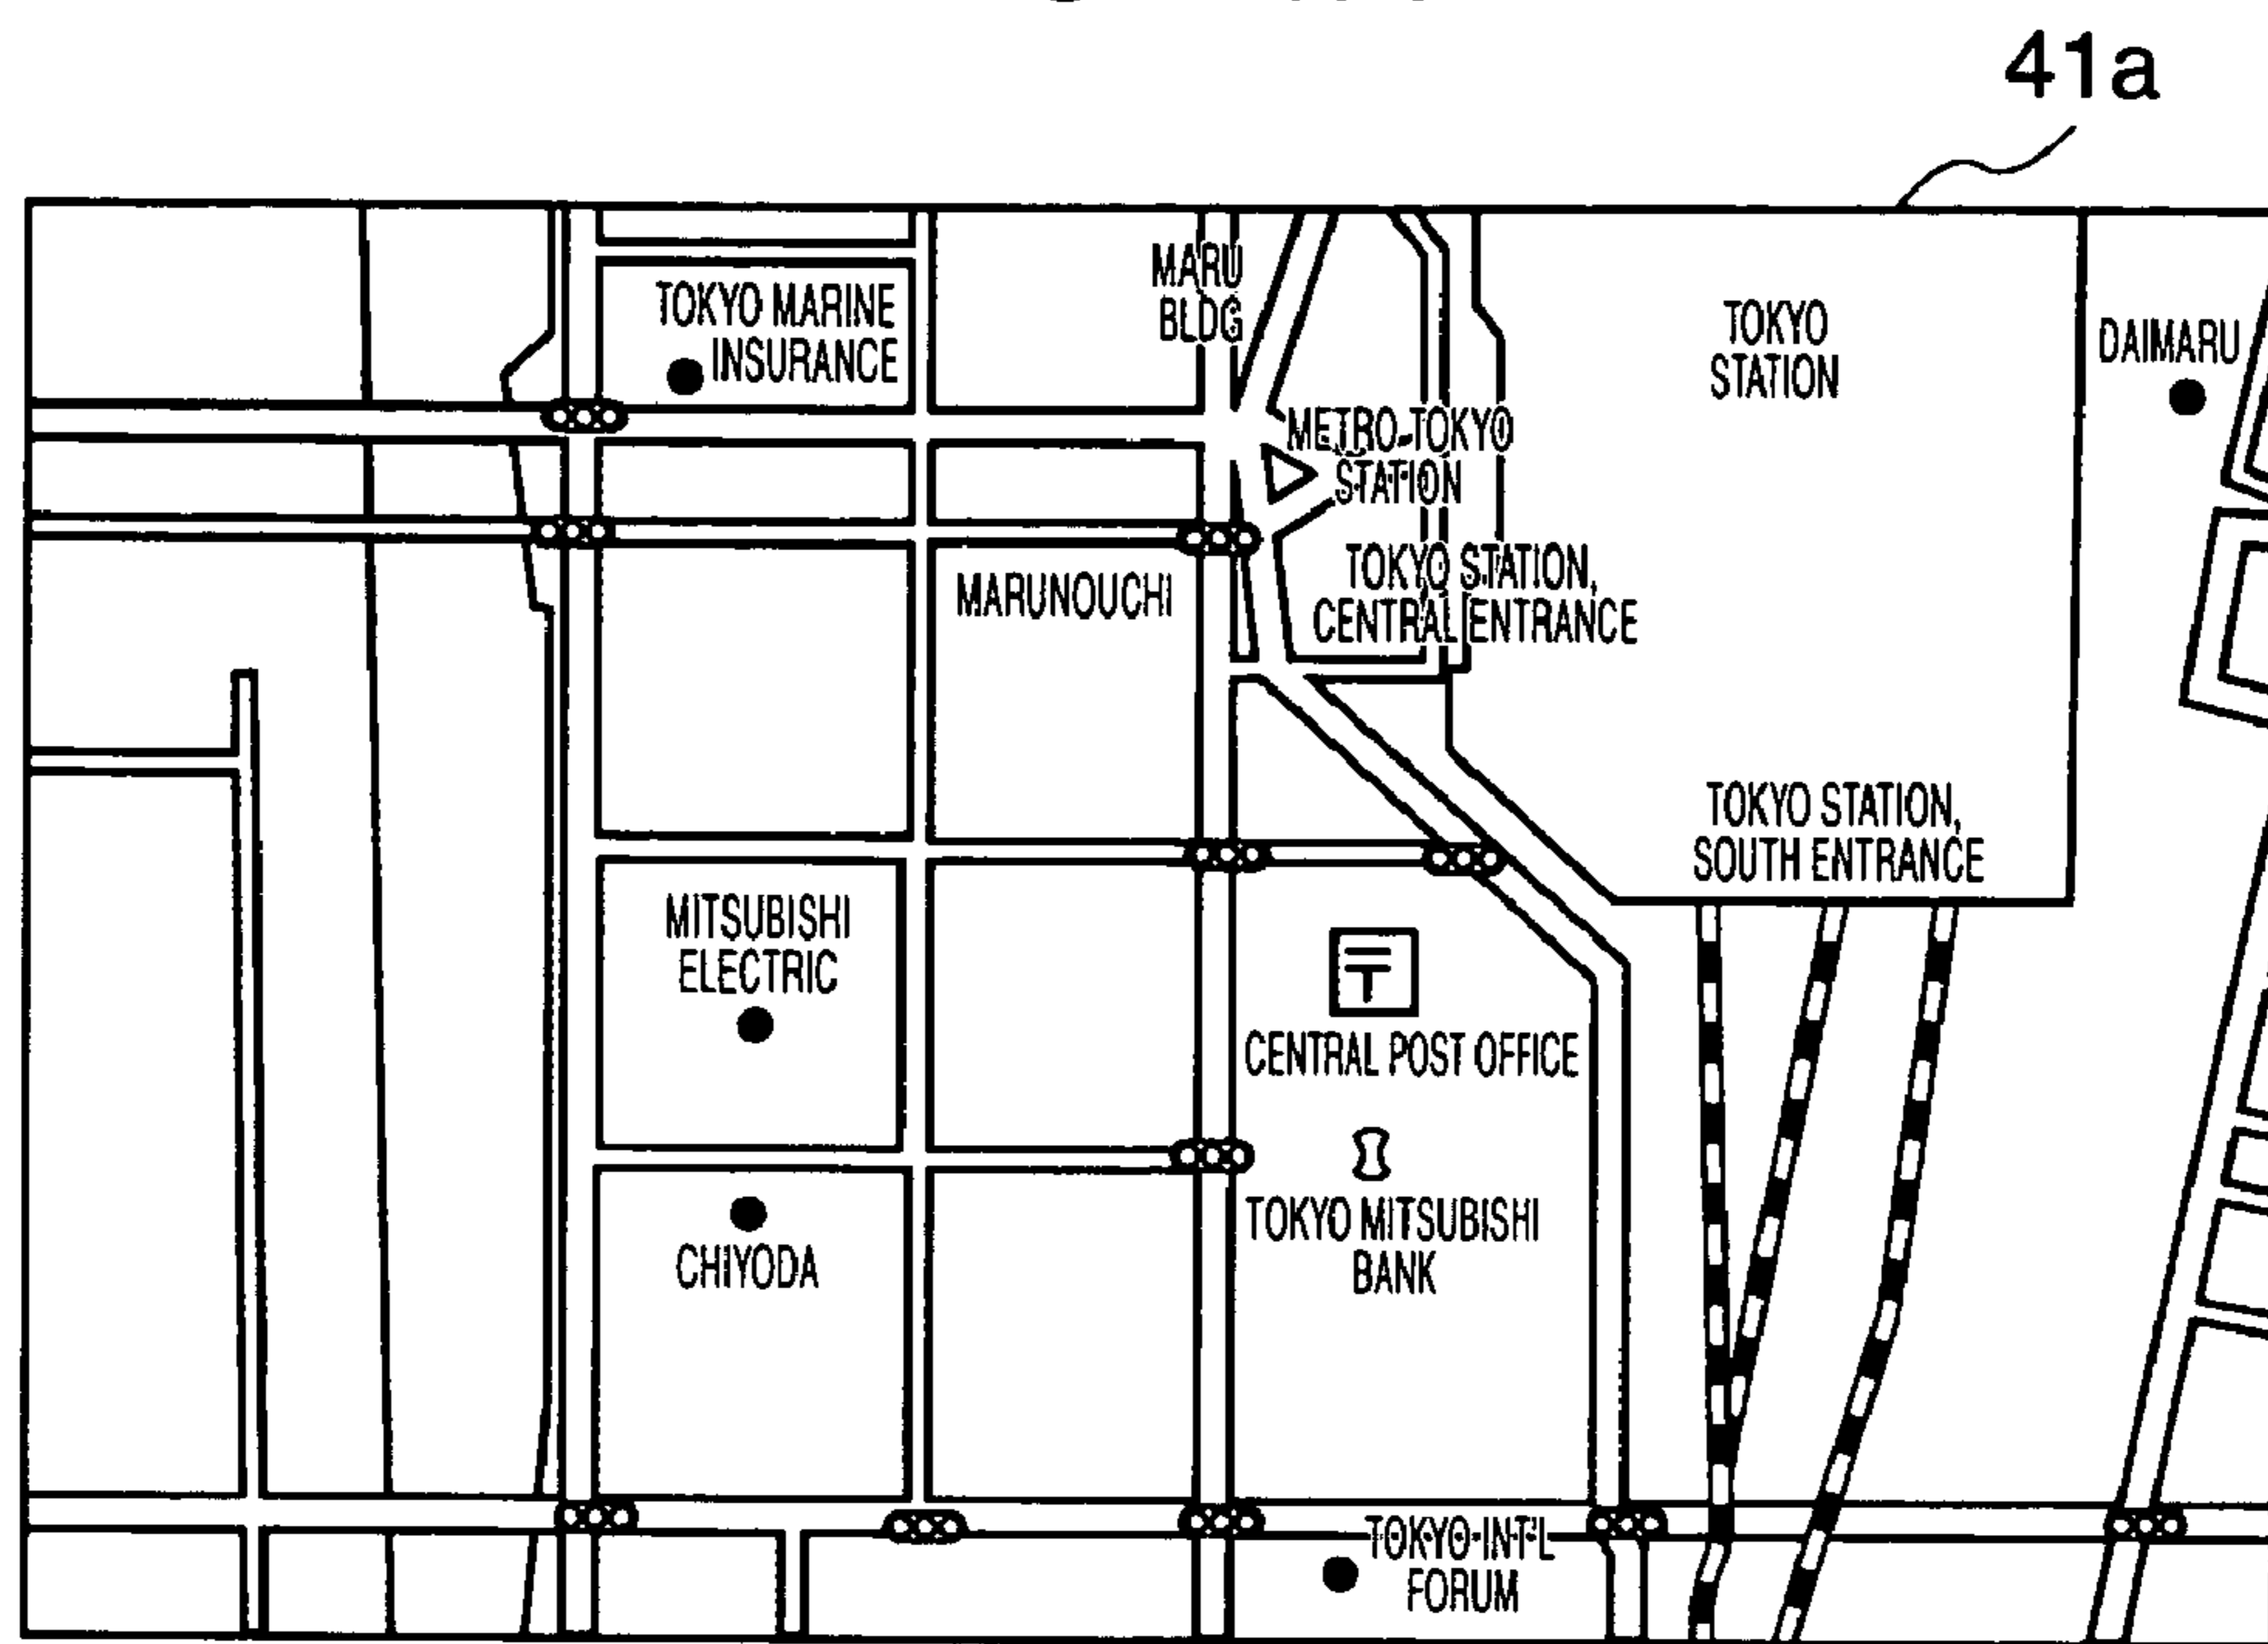 41a
MARU
BLDG
TOKYO MARINE
INSURANCE
TOKYO
STATION
DAIMARU
METRO-TOKYO
STATION
TOKYO STATION,
CENTRAL ENTRANCE
MARUNOUCHI
TOKYO STATION,
SOUTH ENTRANCE
MITSUBISHI
ELECTRIC
〒
CENTRAL POST OFFICE
TOKYO MITSUBISHI
BANK
CHIYODA
TOKYO INT'L
FORUM